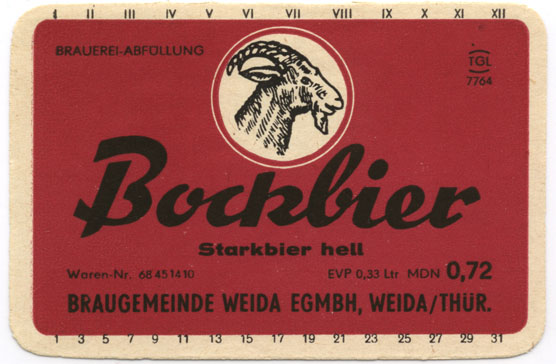 I II III IV V VI VII VIII IX X XI XII
BRAUEREI-ABFÜLLUNG
TGL
7764
Bockbier
Starkbier hell
Waren-Nr. 68451410
EVP 0,33 Ltr MDN 0,72
BRAUGEMEINDE WEIDA EGMBH, WEIDA/THÜR.
1 3 5 7 9 11 13 15 17 19 21 23 25 27 29 31